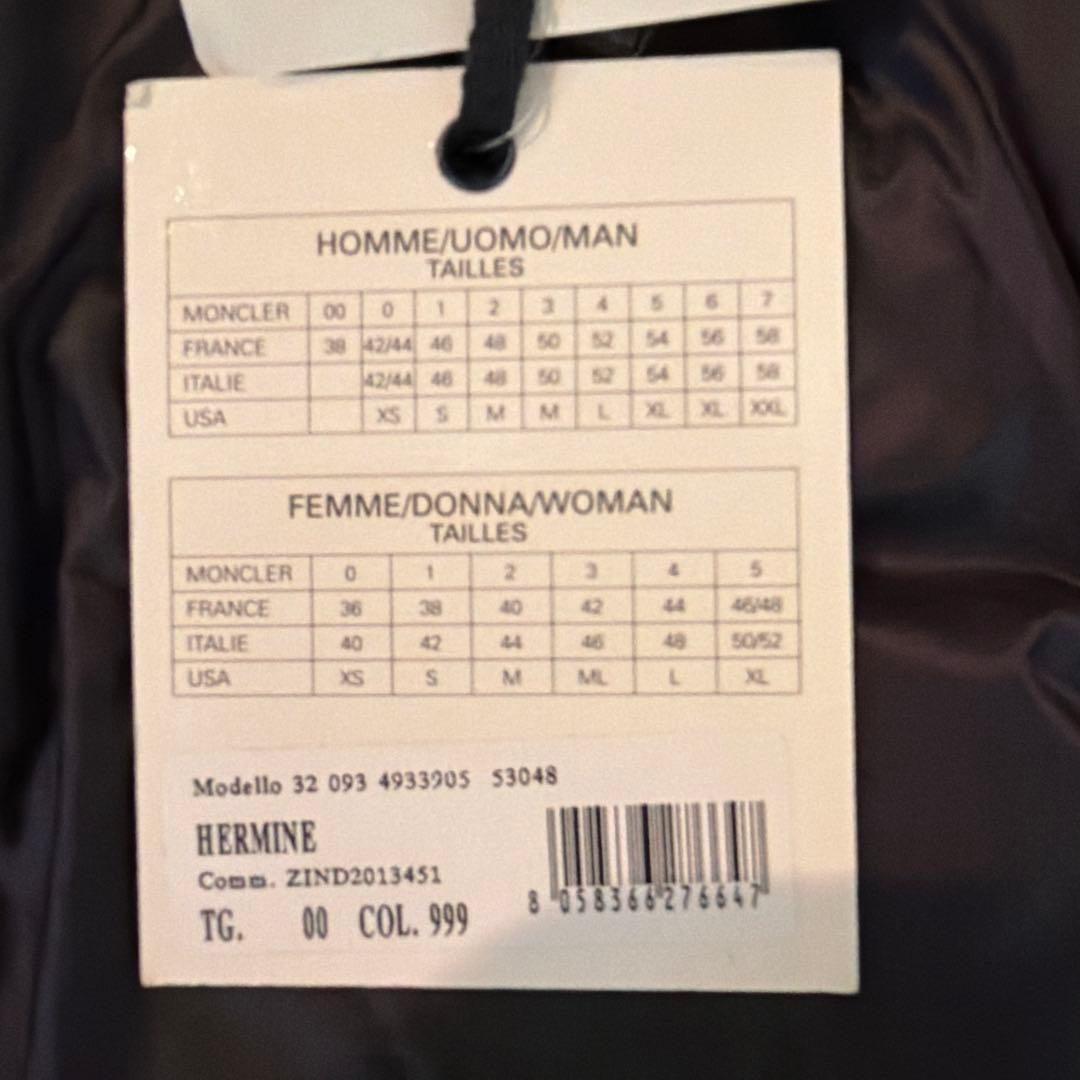 HOMME/UOMO/MAN
TAILLES
MONCLER 00 0 1 2 3 4 5 6 7
FRANCE 38 42/44 46 48 50 52 54 56 58
ITALIE 42/44 46 48 50 52 54 56 58
USA XS S M M L XL XL XXL
FEMME/DONNA/WOMAN
TAILLES
MONCLER 0 1 2 3 4 5
FRANCE 36 38 40 42 44 46/48
ITALIE 40 42 44 46 48 50/52
USA XS S M ML L XL
Modello 32 093 4933905 53048
HERMINE
Comm. ZIND2013451
8 058366276647
TG. 00 COL. 999